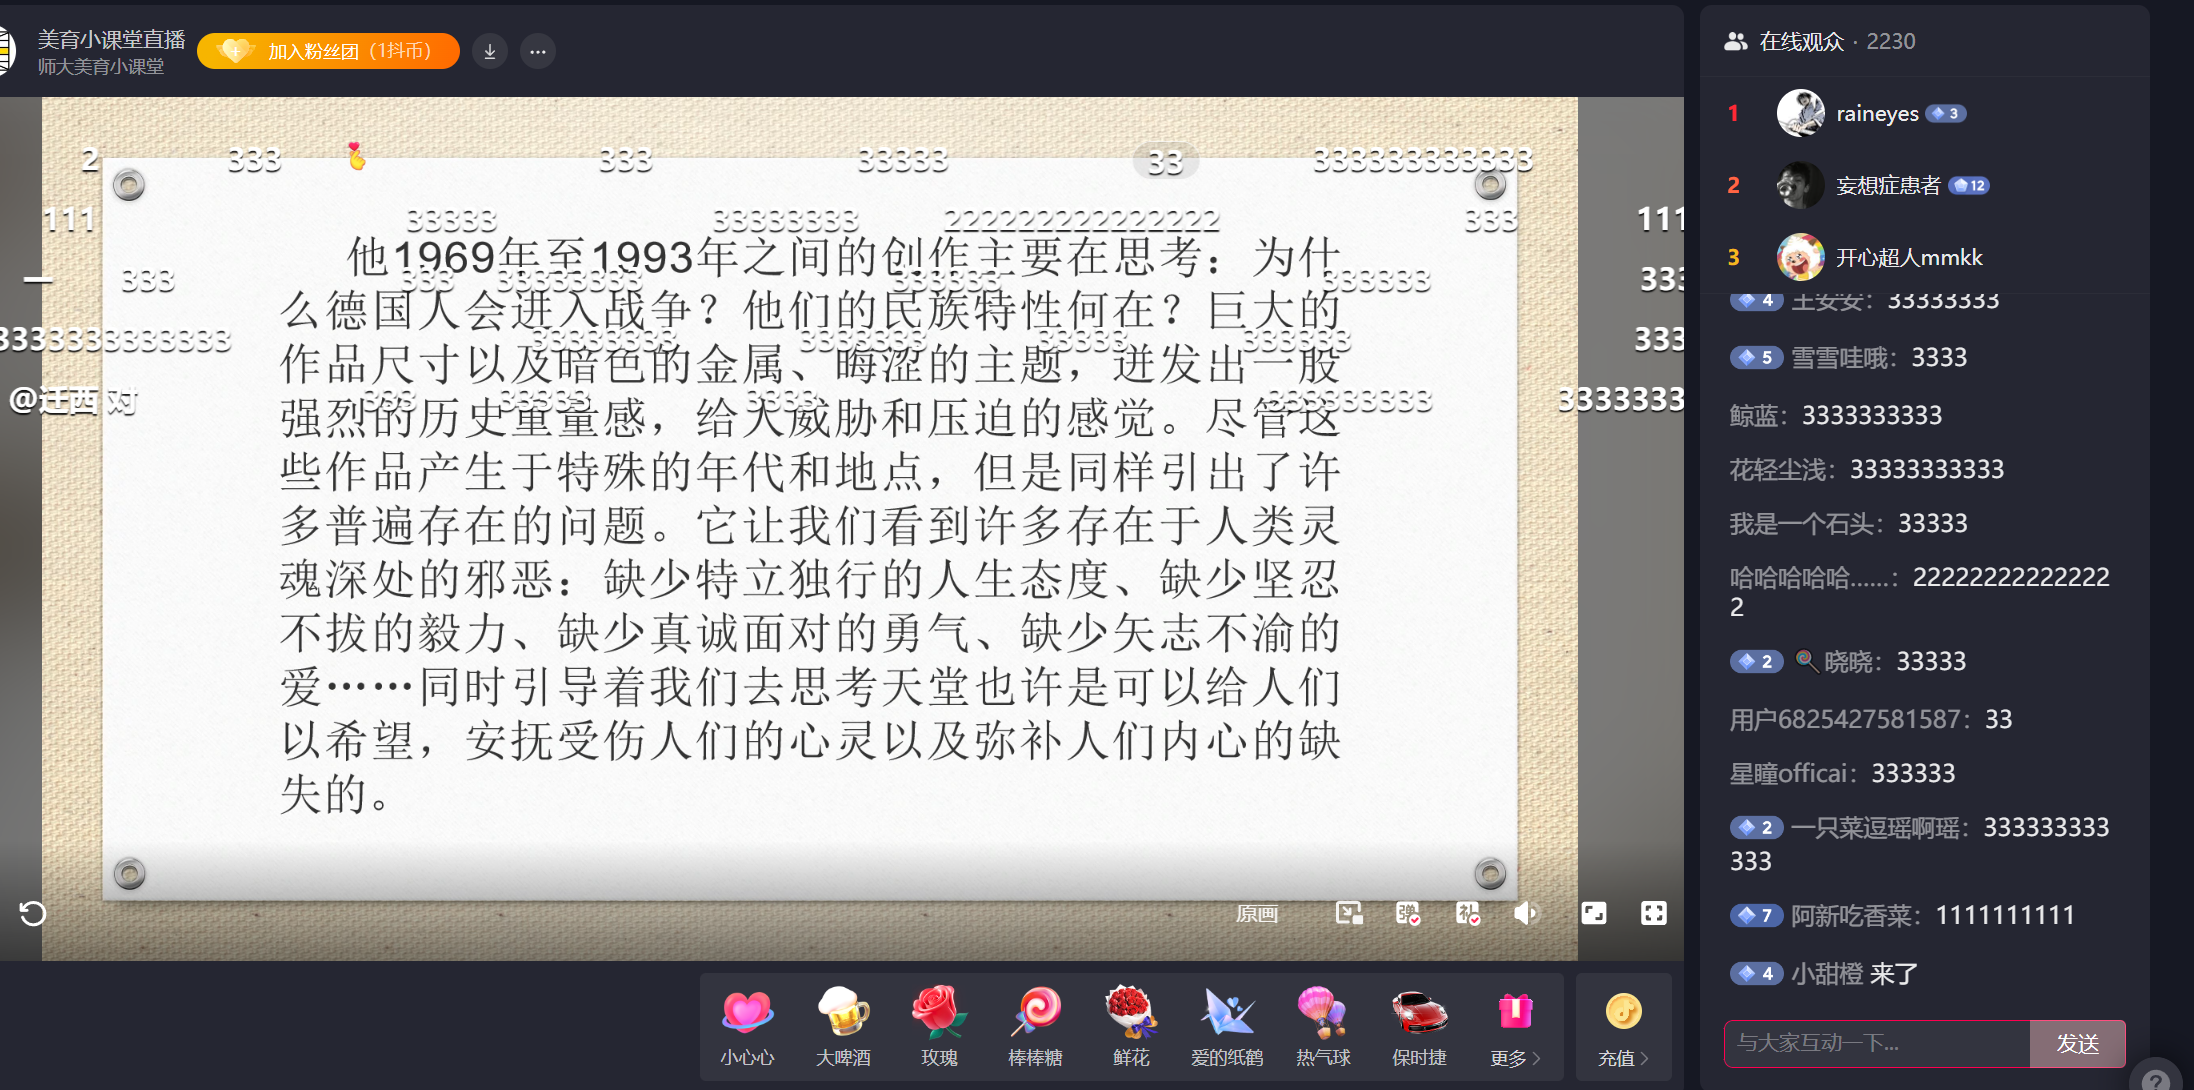 美育小课堂直播
师大美育小课堂
加入粉丝团（1抖币）
2
333
333
33333
33
333333333333
111
33333
33333333
222222222222222
333
111
他1969年至1993年之间的创作主要在思考：为什
么德国人会进入战争？他们的民族特性何在？巨大的
作品尺寸以及暗色的金属、晦涩的主题，迸发出一股
强烈的历史重量感，给人威胁和压迫的感觉。尽管这
些作品产生于特殊的年代和地点，但是同样引出了许
多普遍存在的问题。它让我们看到许多存在于人类灵
魂深处的邪恶：缺少特立独行的人生态度、缺少坚忍
不拔的毅力、缺少真诚面对的勇气、缺少矢志不渝的
爱……同时引导着我们去思考天堂也许是可以给人们
以希望，安抚受伤人们的心灵以及弥补人们内心的缺
失的。
一
333
333
33333333
333333
333333
333
3333333333333
33333333
3333333
33333
333333
333
@迁西 对
333
33333
3333
333333333
3333333
原画
弹
礼
小心心
大啤酒
玫瑰
棒棒糖
鲜花
爱的纸鹤
热气球
保时捷
更多
充值
在线观众 · 2230
1 raineyes 3
2 妄想症患者 12
3 开心超人mmkk
4 王安安：33333333
5 雪雪哇哦：3333
鲸蓝：3333333333
花轻尘浅：33333333333
我是一个石头：33333
哈哈哈哈哈......：22222222222222
2
2 晓晓：33333
用户6825427581587：33
星瞳officai：333333
2 一只菜逗瑶啊瑶：333333333
333
7 阿新吃香菜：1111111111
4 小甜橙 来了
与大家互动一下...
发送
?